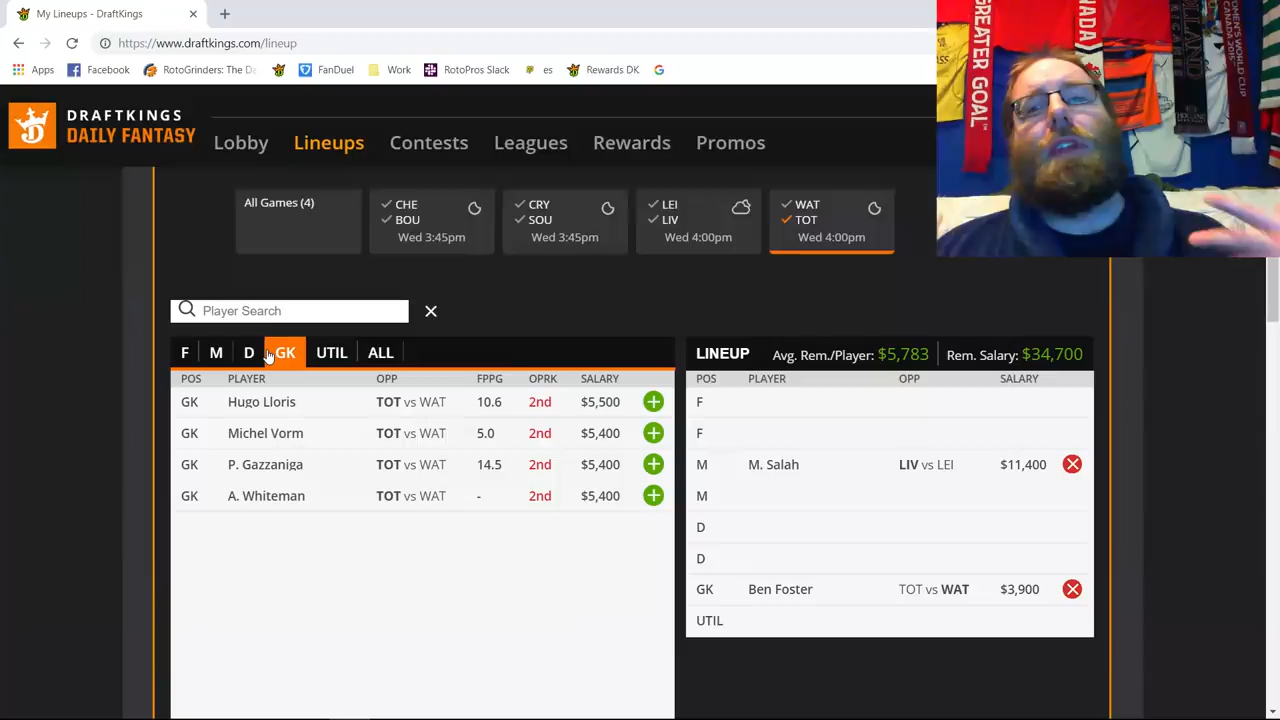 My Lineups - DraftKings
https://www.draftkings.com/lineup
Apps Facebook RotoGrinders: The Da FanDuel Work RotoPros Slack es Rewards DK
DRAFTKINGS
DAILY FANTASY
Lobby Lineups Contests Leagues Rewards Promos
All Games (4)
CHE
BOU
Wed 3:45pm
CRY
SOU
Wed 3:45pm
LEI
LIV
Wed 4:00pm
WAT
TOT
Wed 4:00pm
Player Search
F M D GK UTIL ALL
POS PLAYER OPP FPPG OPRK SALARY
GK Hugo Lloris TOT vs WAT 10.6 2nd $5,500
GK Michel Vorm TOT vs WAT 5.0 2nd $5,400
GK P. Gazzaniga TOT vs WAT 14.5 2nd $5,400
GK A. Whiteman TOT vs WAT - 2nd $5,400
LINEUP Avg. Rem./Player: $5,783 Rem. Salary: $34,700
POS PLAYER OPP SALARY
F
F
M M. Salah LIV vs LEI $11,400
M
D
D
GK Ben Foster TOT vs WAT $3,900
UTIL
GREATER GOAL
WOMEN'S WORLD CUP
CANADA 2015